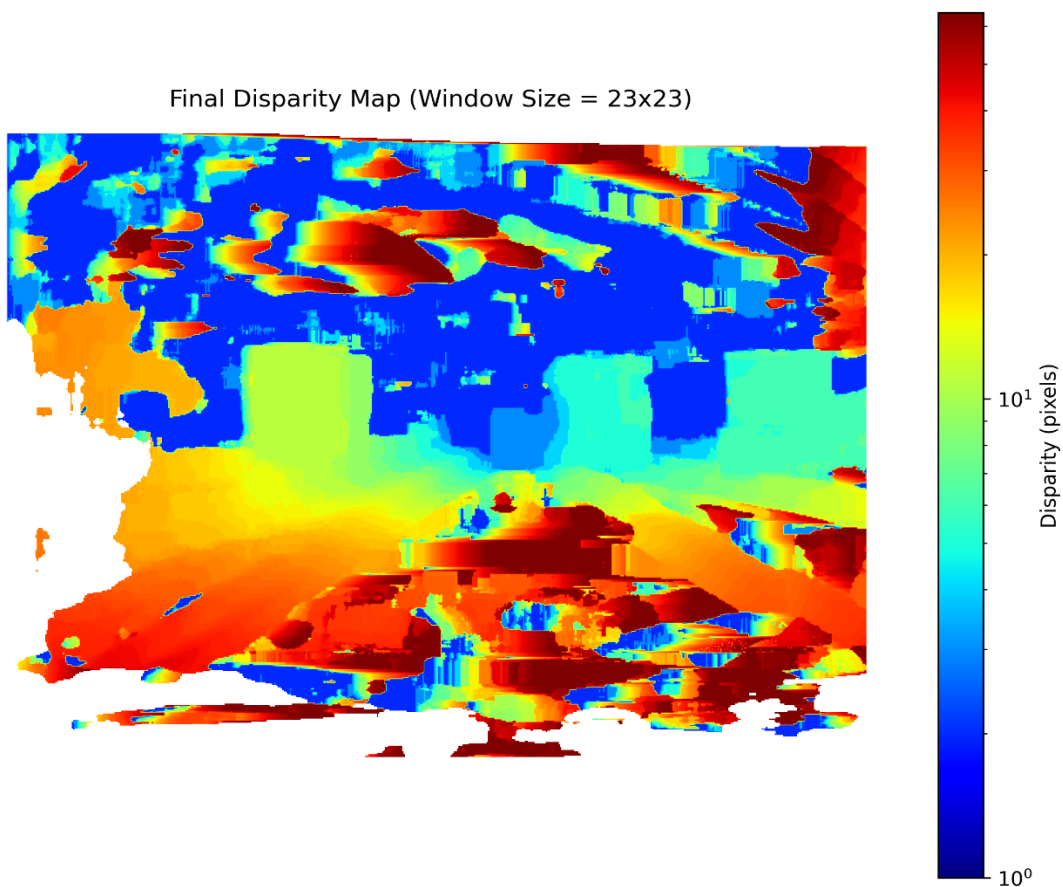 Final Disparity Map (Window Size = 23x23)
10¹
Disparity (pixels)
10⁰